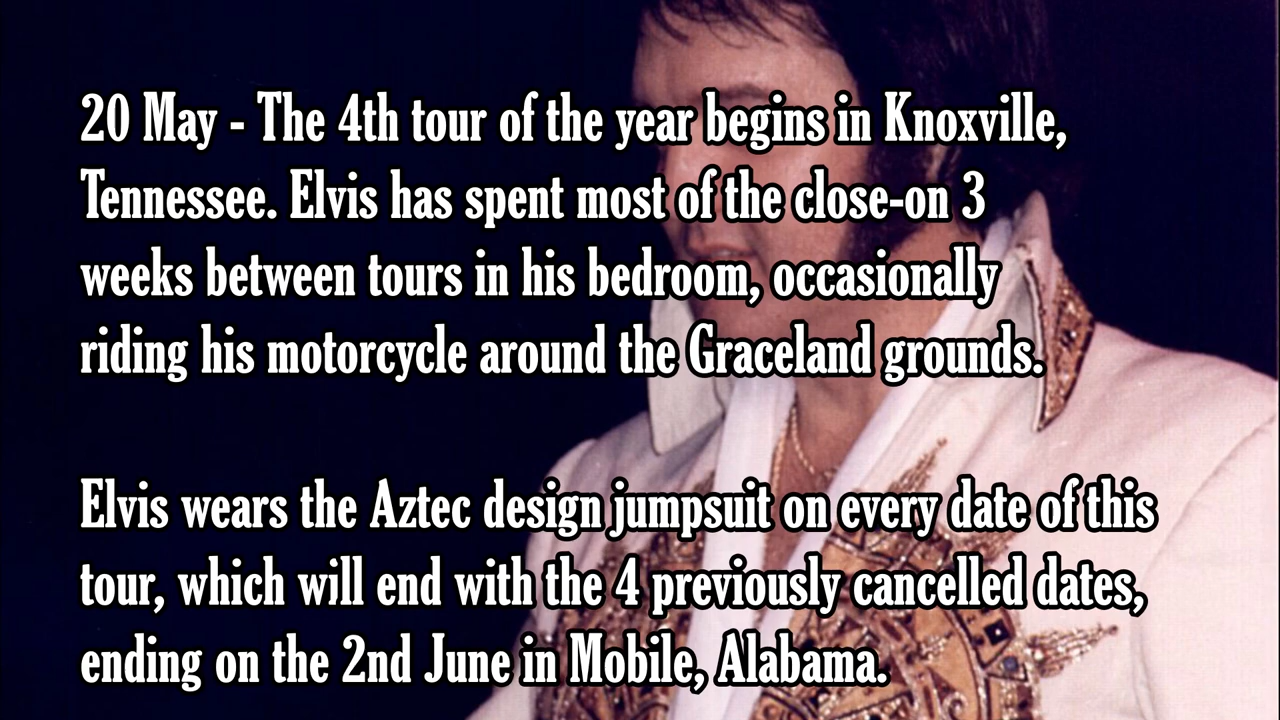 20 May - The 4th tour of the year begins in Knoxville,
Tennessee. Elvis has spent most of the close-on 3
weeks between tours in his bedroom, occasionally
riding his motorcycle around the Graceland grounds.
Elvis wears the Aztec design jumpsuit on every date of this
tour, which will end with the 4 previously cancelled dates,
ending on the 2nd June in Mobile, Alabama.